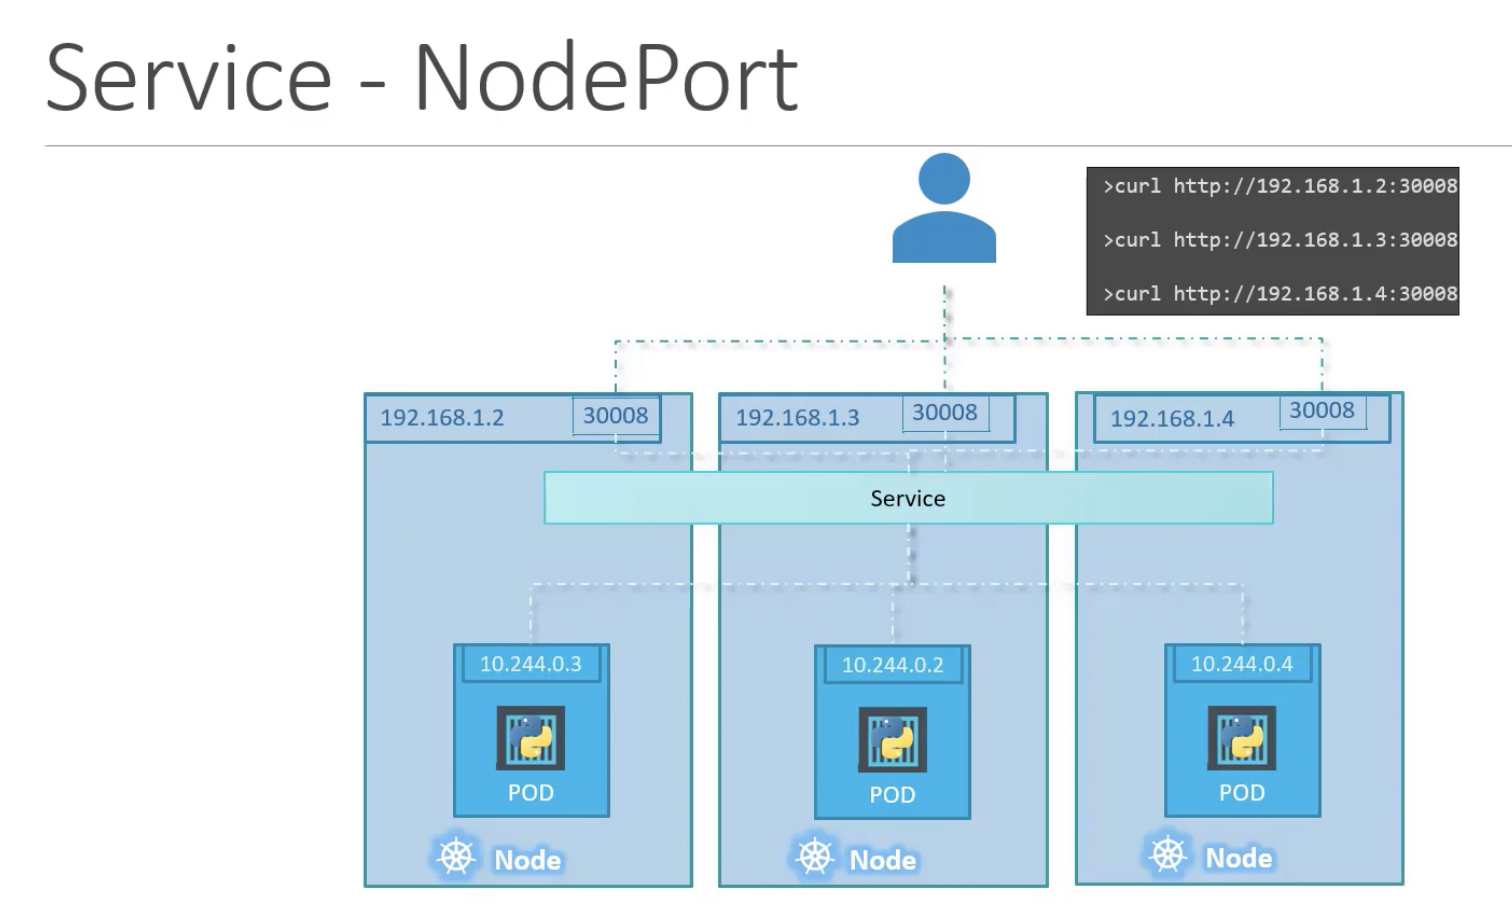 Service - NodePort
>curl http://192.168.1.2:30008
>curl http://192.168.1.3:30008
>curl http://192.168.1.4:30008
192.168.1.2 30008
192.168.1.3 30008
192.168.1.4 30008
Service
10.244.0.3
10.244.0.2
10.244.0.4
POD
POD
POD
Node
Node
Node